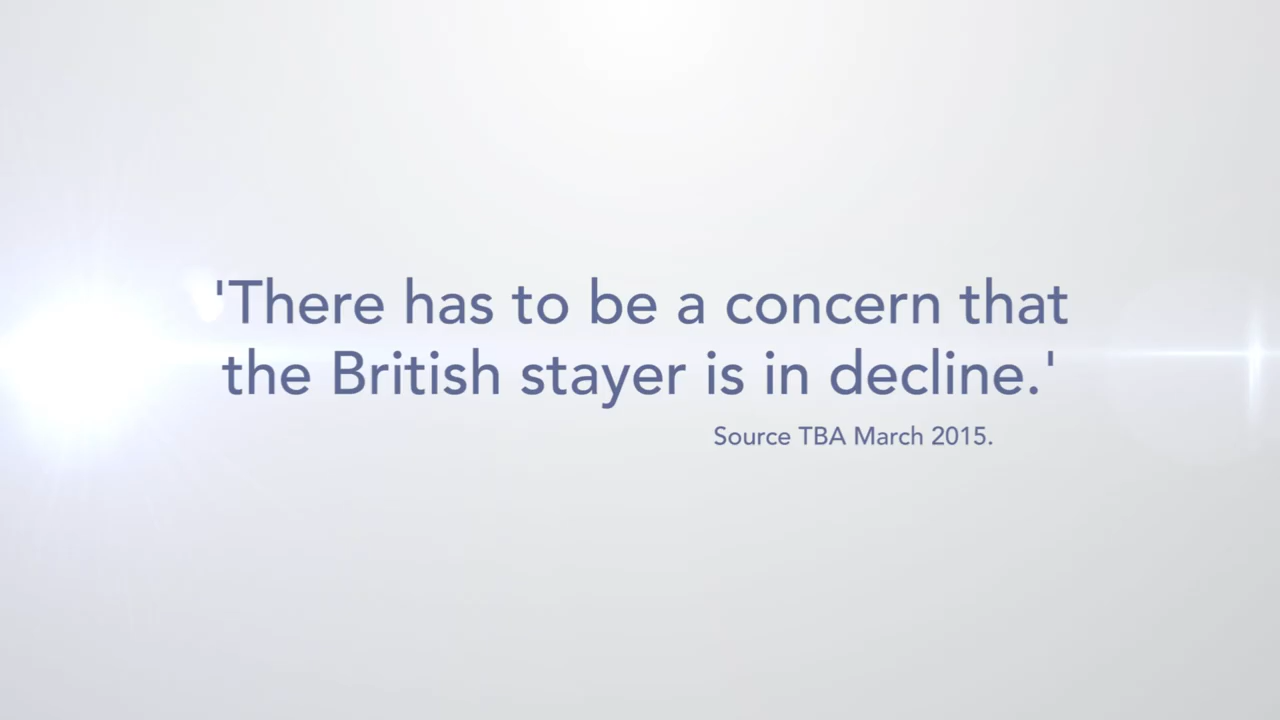 'There has to be a concern that
the British stayer is in decline.'
Source TBA March 2015.